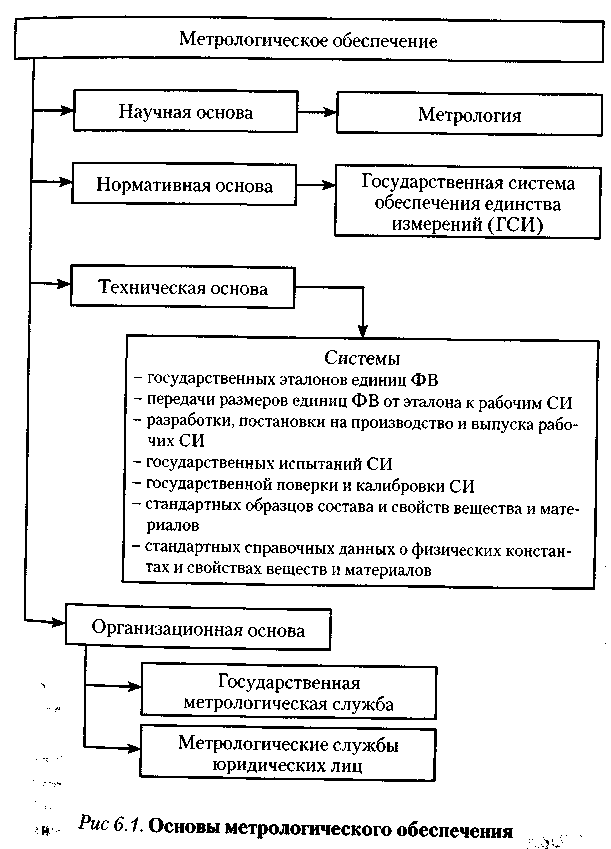 Метрологическое обеспечение
Научная основа
Метрология
Нормативная основа
Государственная система
обеспечения единства
измерений (ГСИ)
Техническая основа
Системы
– государственных эталонов единиц ФВ
– передачи размеров единиц ФВ от эталона к рабочим СИ
– разработки, постановки на производство и выпуска рабо-
чих СИ
– государственных испытаний СИ
– государственной поверки и калибровки СИ
– стандартных образцов состава и свойств вещества и мате-
риалов
– стандартных справочных данных о физических констан-
тах и свойствах веществ и материалов
Организационная основа
Государственная
метрологическая служба
Метрологические службы
юридических лиц
Рис 6.1. Основы метрологического обеспечения